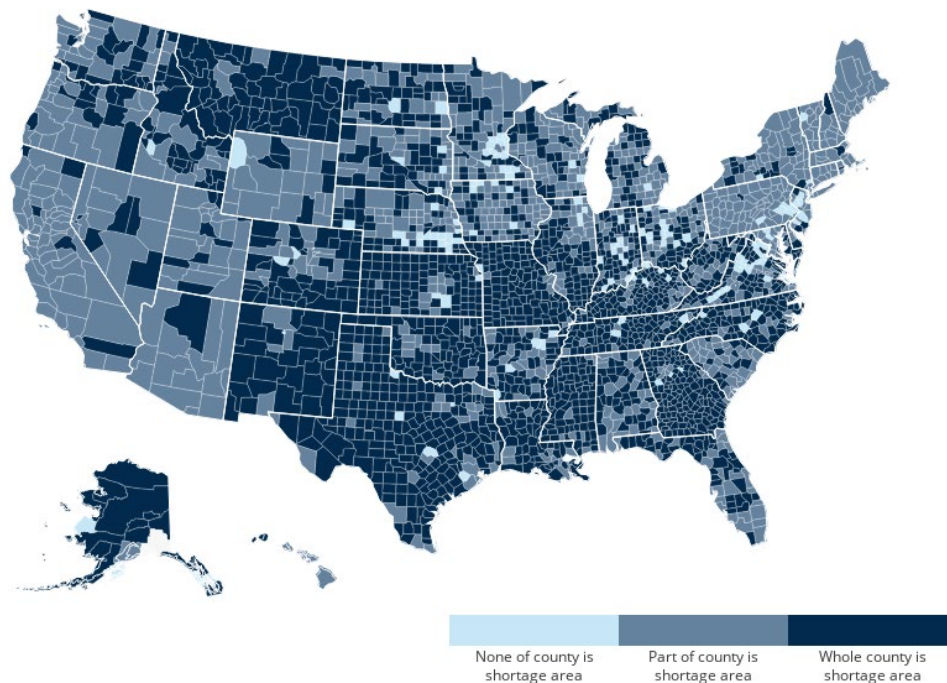 None of county is
shortage area
Part of county is
shortage area
Whole county is
shortage area